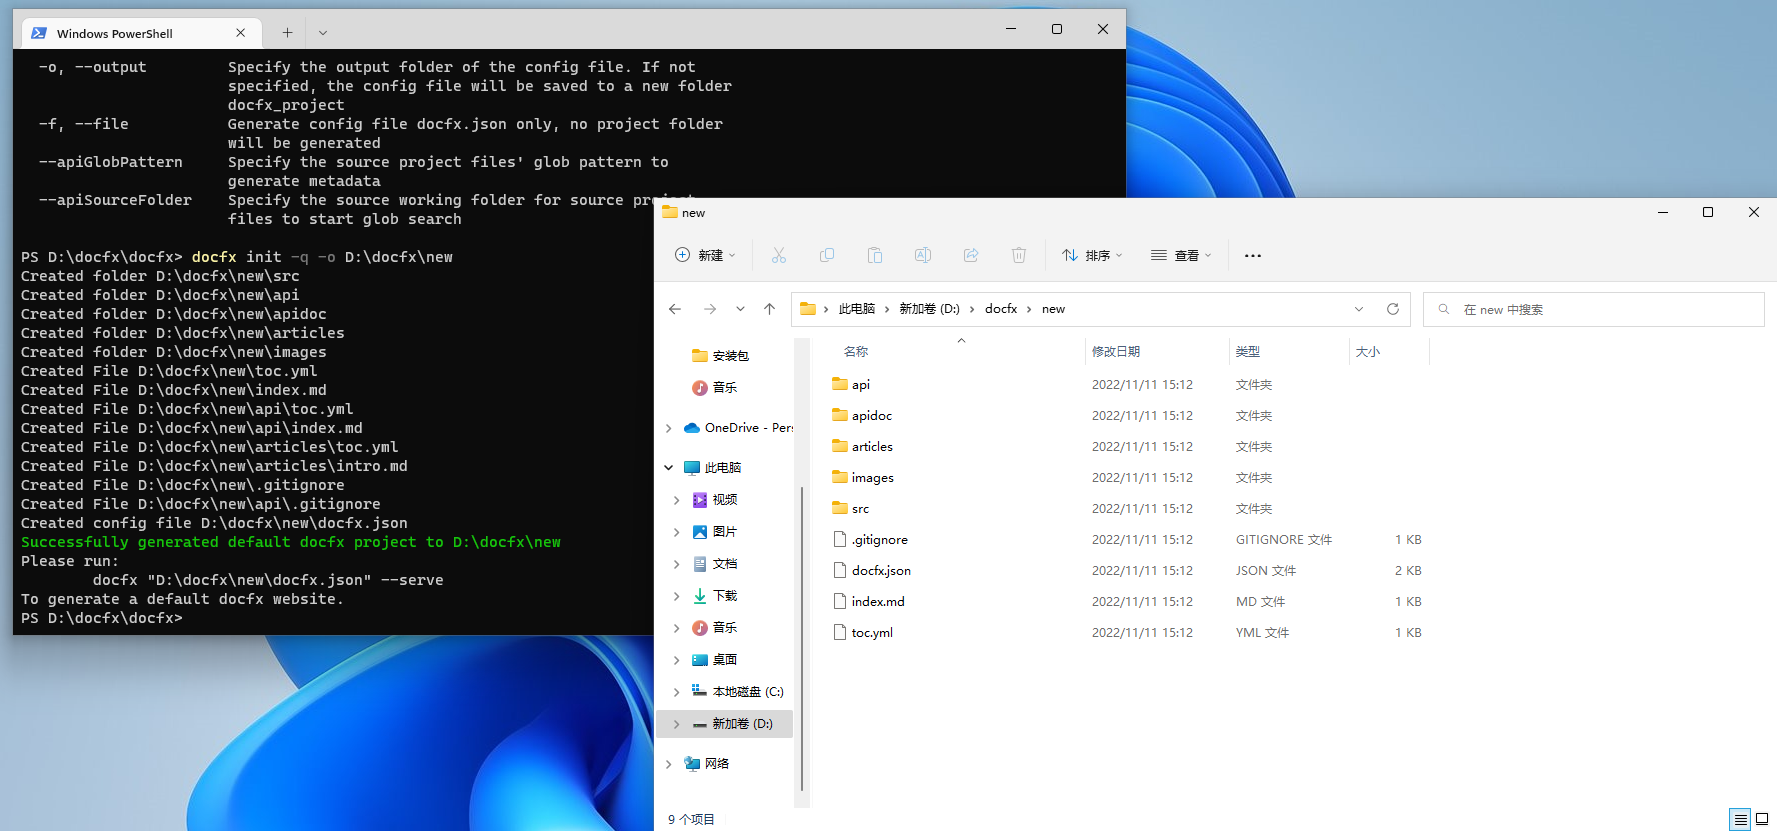 Windows PowerShell
-o, --output Specify the output folder of the config file. If not
specified, the config file will be saved to a new folder
docfx_project
-f, --file Generate config file docfx.json only, no project folder
will be generated
--apiGlobPattern Specify the source project files' glob pattern to
generate metadata
--apiSourceFolder Specify the source working folder for source project
files to start glob search
PS D:\docfx\docfx> docfx init -q -o D:\docfx\new
Created folder D:\docfx\new\src
Created folder D:\docfx\new\api
Created folder D:\docfx\new\apidoc
Created folder D:\docfx\new\articles
Created folder D:\docfx\new\images
Created File D:\docfx\new\toc.yml
Created File D:\docfx\new\index.md
Created File D:\docfx\new\api\toc.yml
Created File D:\docfx\new\api\index.md
Created File D:\docfx\new\articles\toc.yml
Created File D:\docfx\new\articles\intro.md
Created File D:\docfx\new\.gitignore
Created File D:\docfx\new\api\.gitignore
Created config file D:\docfx\new\docfx.json
Successfully generated default docfx project to D:\docfx\new
Please run:
docfx "D:\docfx\new\docfx.json" --serve
To generate a default docfx website.
PS D:\docfx\docfx>
new
新建 排序 查看
此电脑 新加卷 (D:) docfx new
在 new 中搜索
安装包
音乐
OneDrive - Pers
此电脑
视频
图片
文档
下载
音乐
桌面
本地磁盘 (C:)
新加卷 (D:)
网络
名称 修改日期 类型 大小
api 2022/11/11 15:12 文件夹
apidoc 2022/11/11 15:12 文件夹
articles 2022/11/11 15:12 文件夹
images 2022/11/11 15:12 文件夹
src 2022/11/11 15:12 文件夹
.gitignore 2022/11/11 15:12 GITIGNORE 文件 1 KB
docfx.json 2022/11/11 15:12 JSON 文件 2 KB
index.md 2022/11/11 15:12 MD 文件 1 KB
toc.yml 2022/11/11 15:12 YML 文件 1 KB
9 个项目